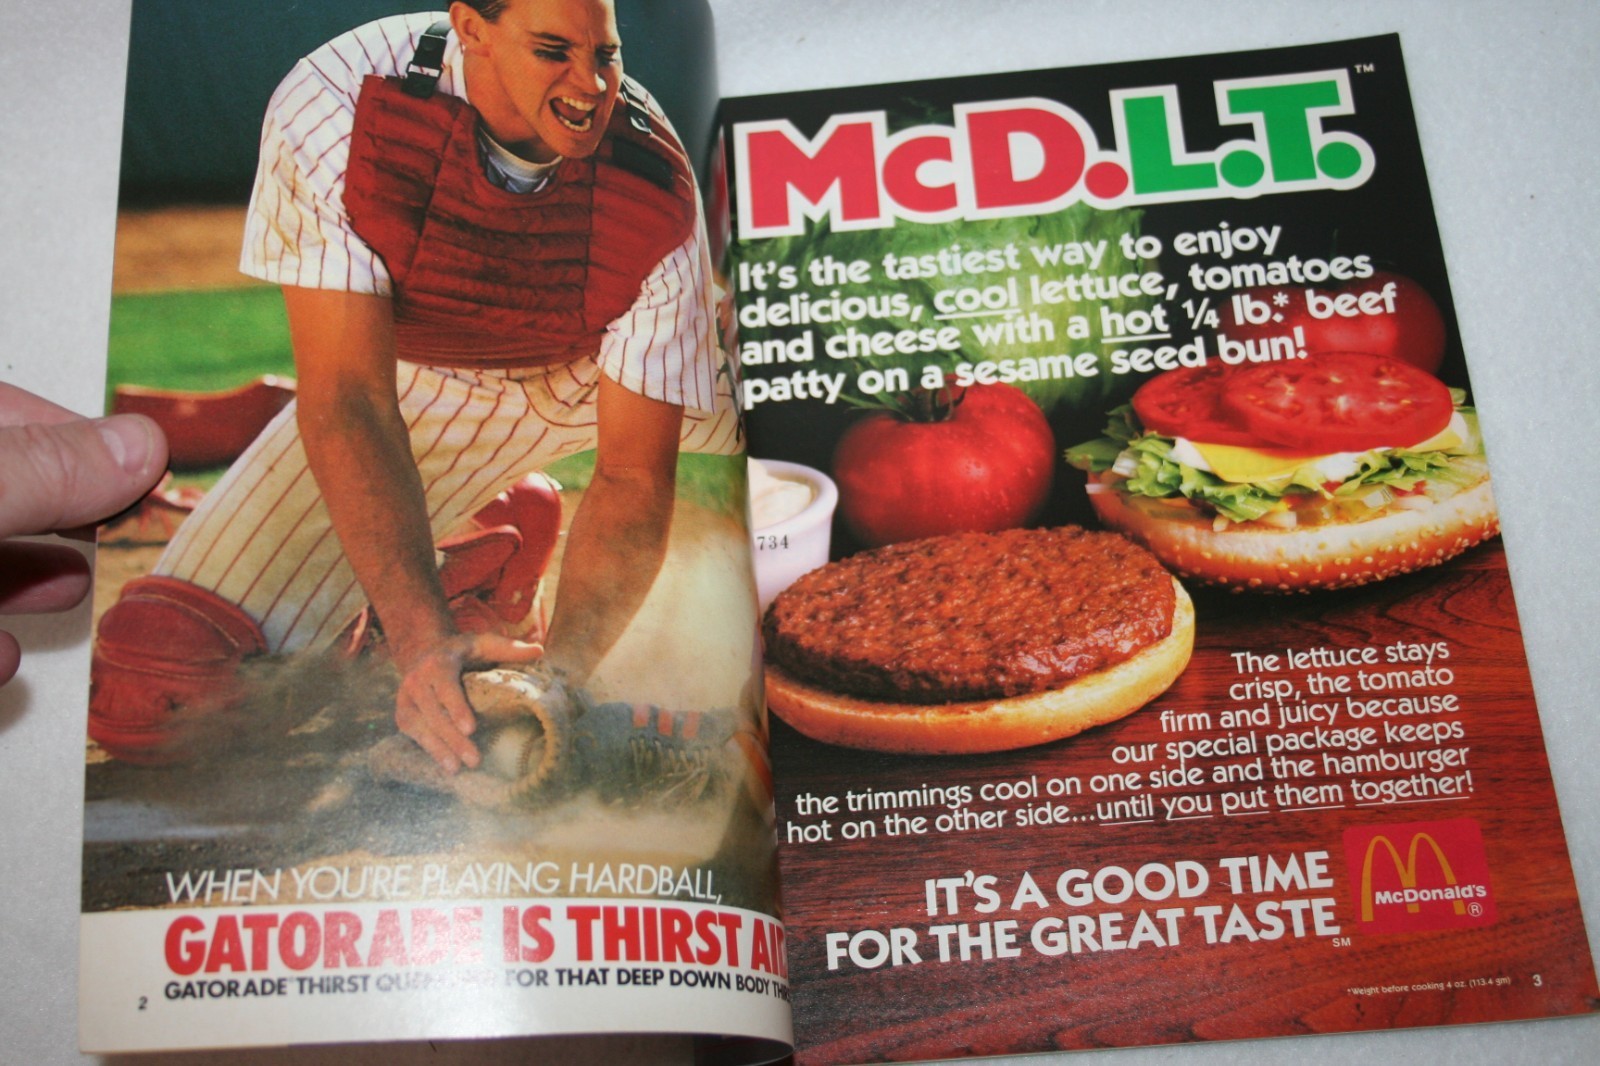 WHEN YOU'RE PLAYING HARDBALL,
GATORADE IS THIRST AID
GATORADE THIRST QUENCHER FOR THAT DEEP DOWN BODY
2
McD.L.T.™
It's the tastiest way to enjoy
delicious, cool lettuce, tomatoes
and cheese with a hot ¼ lb.* beef
patty on a sesame seed bun!
734
The lettuce stays
crisp, the tomato
firm and juicy because
our special package keeps
the trimmings cool on one side and the hamburger
hot on the other side...until you put them together!
IT'S A GOOD TIME
FOR THE GREAT TASTE SM
McDonald's ®
*Weight before cooking 4 oz. (113.4 gm)
3